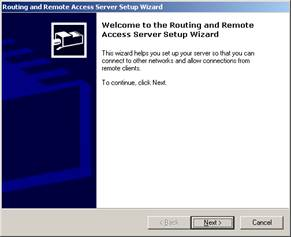 Routing and Remote Access Server Setup Wizard
Welcome to the Routing and Remote
Access Server Setup Wizard
This wizard helps you set up your server so that you can
connect to other networks and allow connections from
remote clients.
To continue, click Next.
< Back
Next >
Cancel